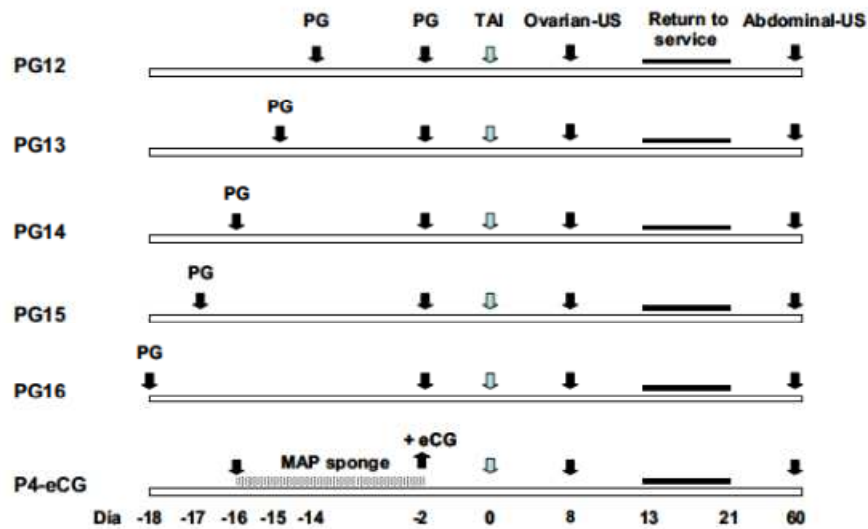 PG PG TAI Ovarian-US Return to service Abdominal-US
PG12
PG
PG13
PG
PG14
PG
PG15
PG
PG16
+ eCG
MAP sponge
P4-eCG
Día -18 -17 -16 -15 -14 -2 0 8 13 21 60